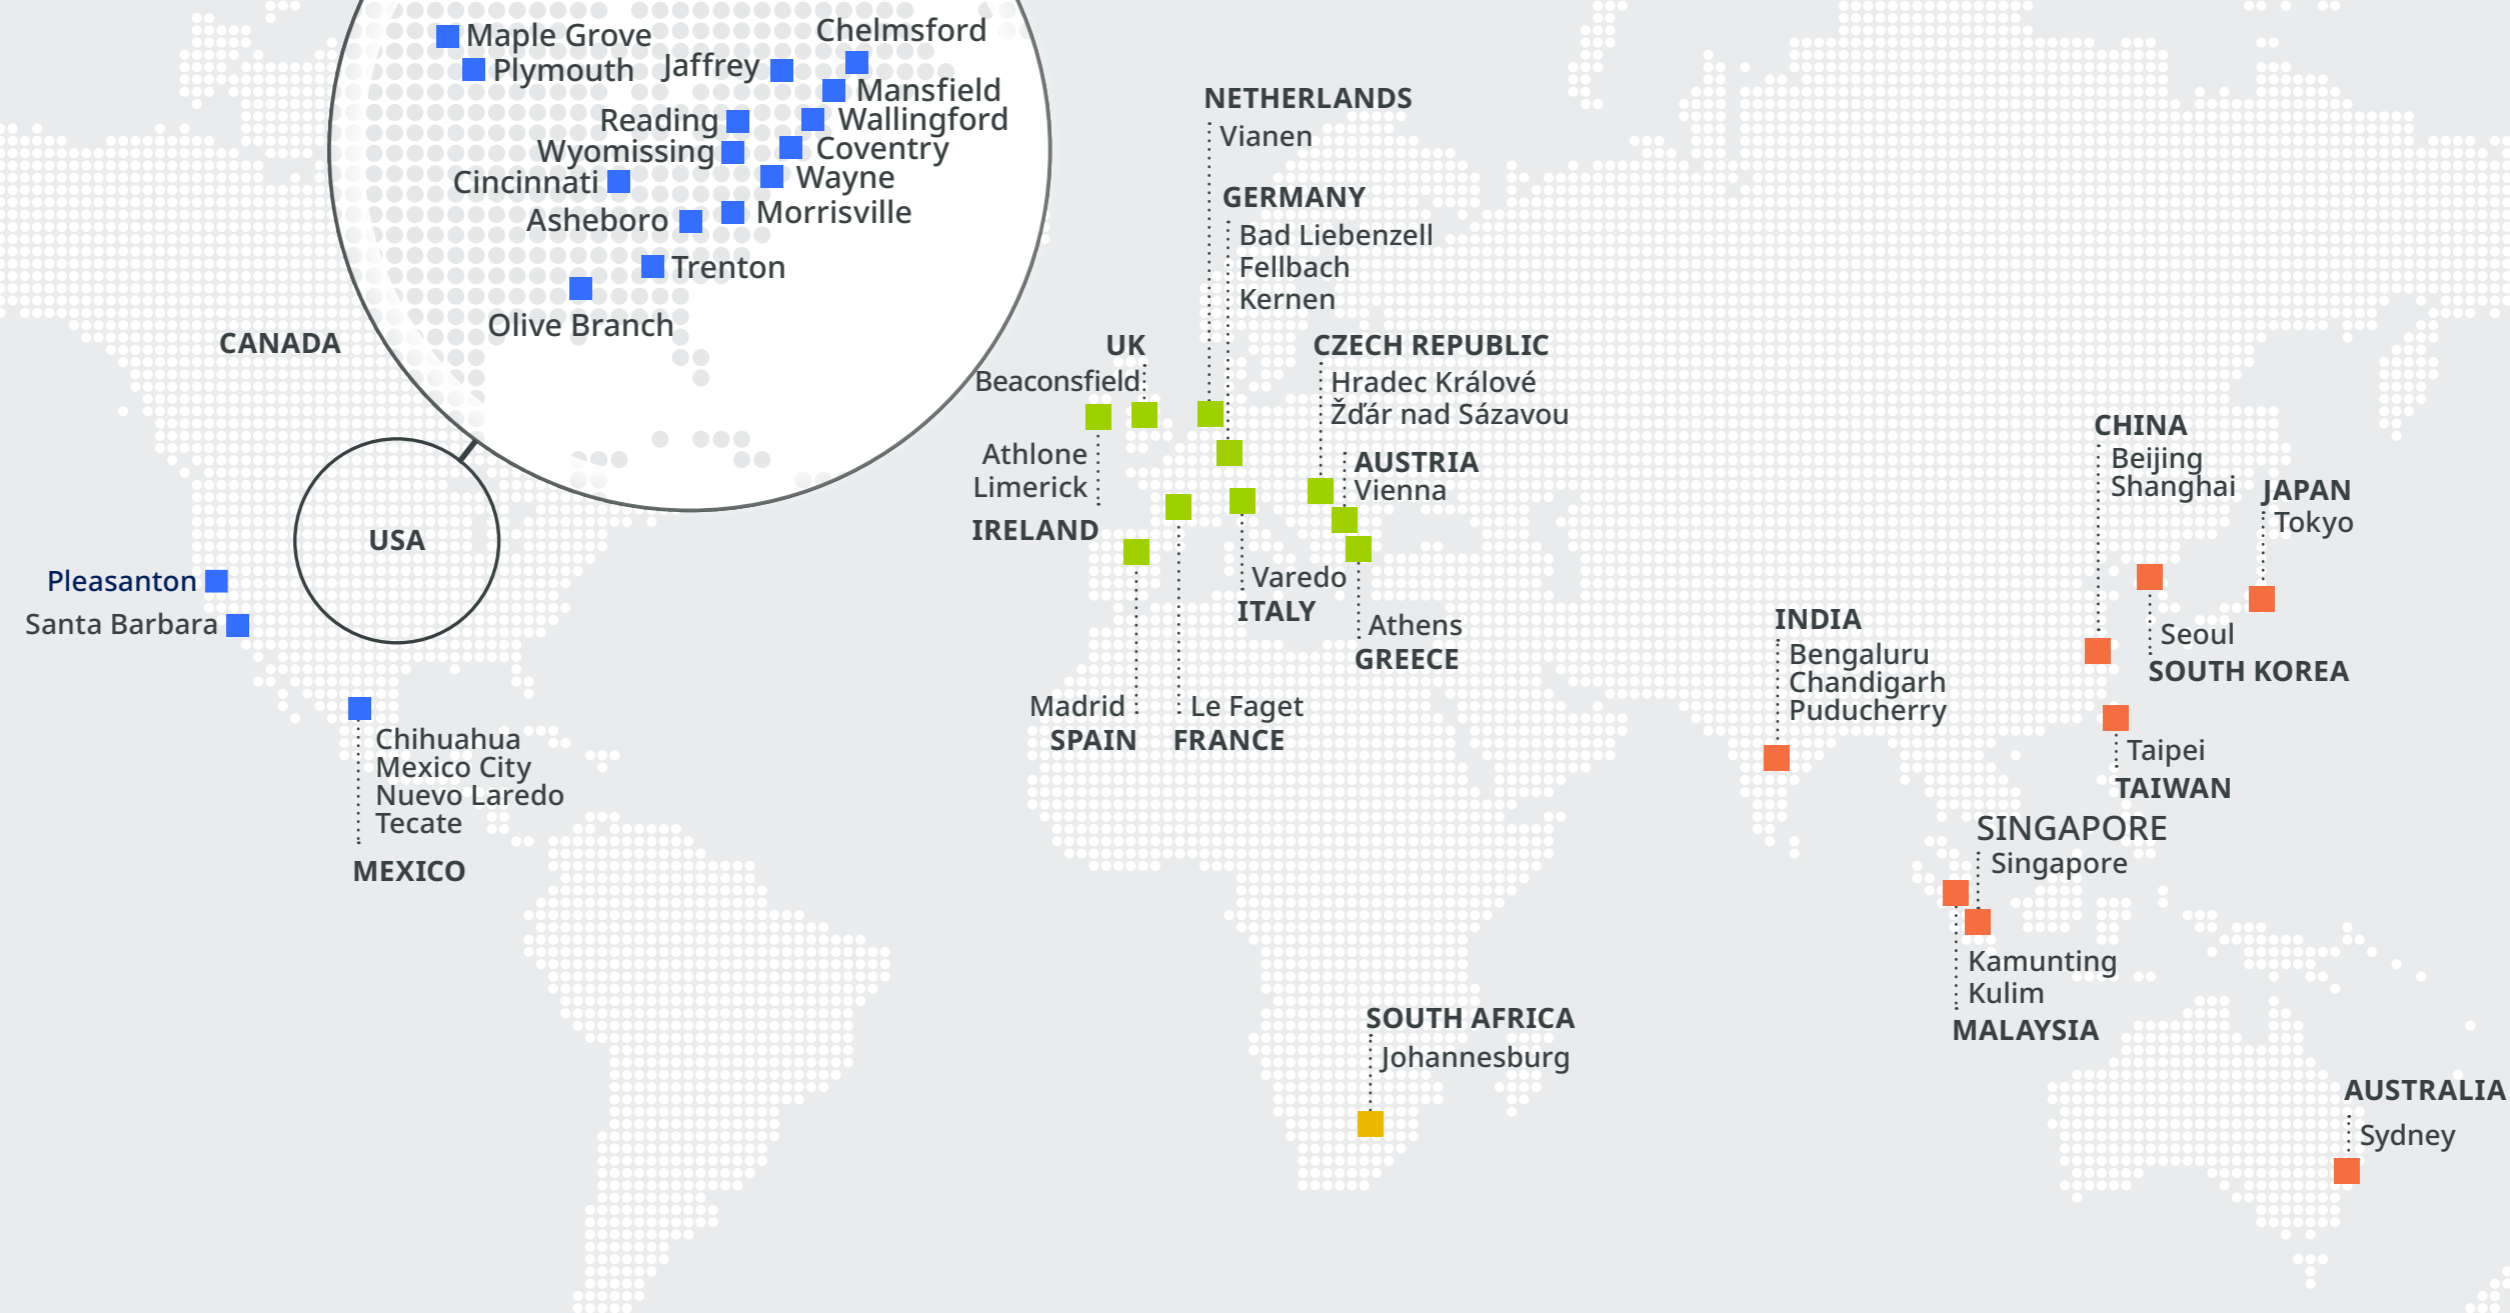 Maple Grove
Plymouth
Jaffrey
Chelmsford
Mansfield
Reading
Wallingford
Wyomissing
Coventry
Cincinnati
Wayne
Asheboro
Morrisville
Trenton
Olive Branch
CANADA
USA
Pleasanton
Santa Barbara
Chihuahua
Mexico City
Nuevo Laredo
Tecate
MEXICO
NETHERLANDS
Vianen
GERMANY
Bad Liebenzell
Fellbach
Kernen
UK
Beaconsfield
Athlone
Limerick
IRELAND
CZECH REPUBLIC
Hradec Králové
Žďár nad Sázavou
AUSTRIA
Vienna
Varedo
ITALY
Athens
GREECE
Madrid
SPAIN
Le Faget
FRANCE
SOUTH AFRICA
Johannesburg
INDIA
Bengaluru
Chandigarh
Puducherry
CHINA
Beijing
Shanghai
JAPAN
Tokyo
Seoul
SOUTH KOREA
Taipei
TAIWAN
SINGAPORE
Singapore
Kamunting
Kulim
MALAYSIA
AUSTRALIA
Sydney